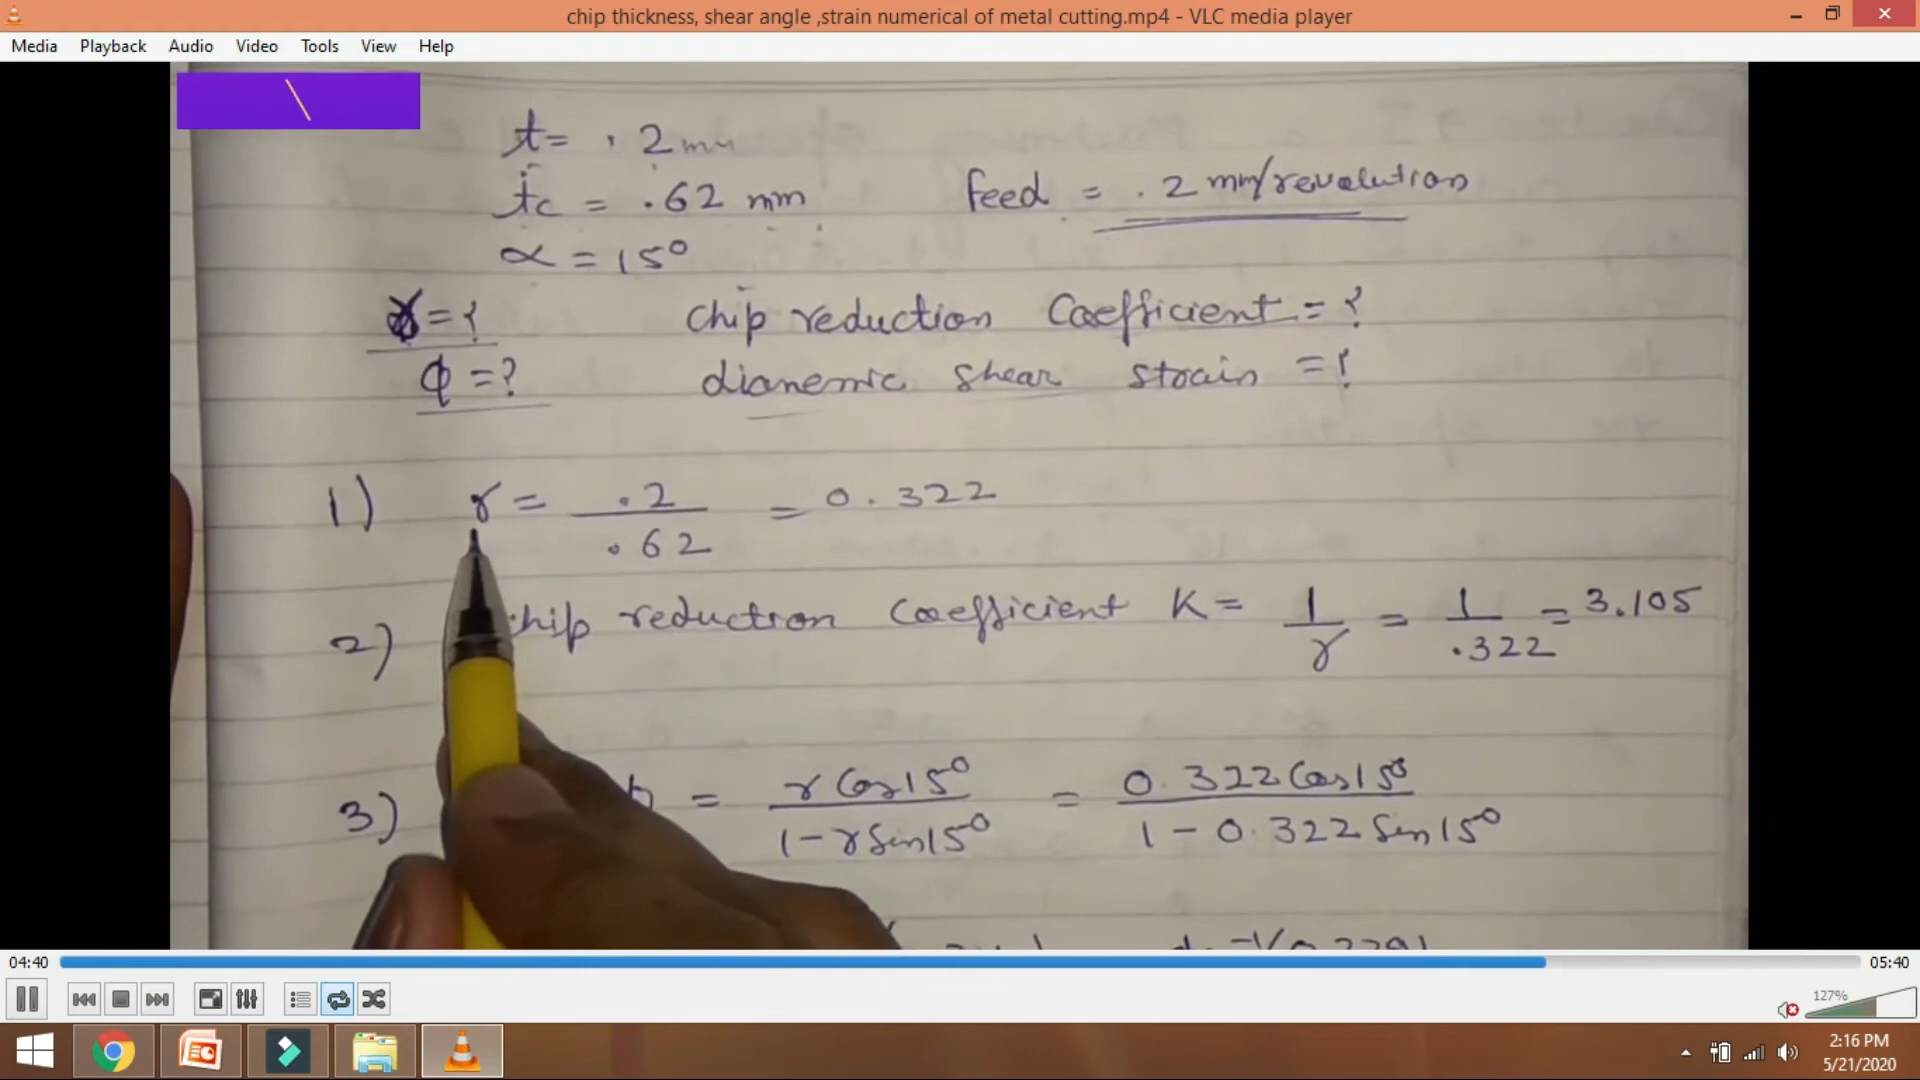 chip thickness, shear angle ,strain numerical of metal cutting.mp4 - VLC media player
Media Playback Audio Video Tools View Help
t = .2 mm
tc = .62 mm
Feed = .2 mm/revolution
α = 15°
r = ? chip reduction Coefficient = ?
φ = ? dianemic shear strain = ?
1) r = .2 / .62 = 0.322
2) chip reduction Coefficient K = 1/r = 1/.322 = 3.105
3) = r Cos15° / 1 - r Sin15° = 0.322 Cos15° / 1 - 0.322 Sin15°
04:40 05:40
127%
2:16 PM
5/21/2020